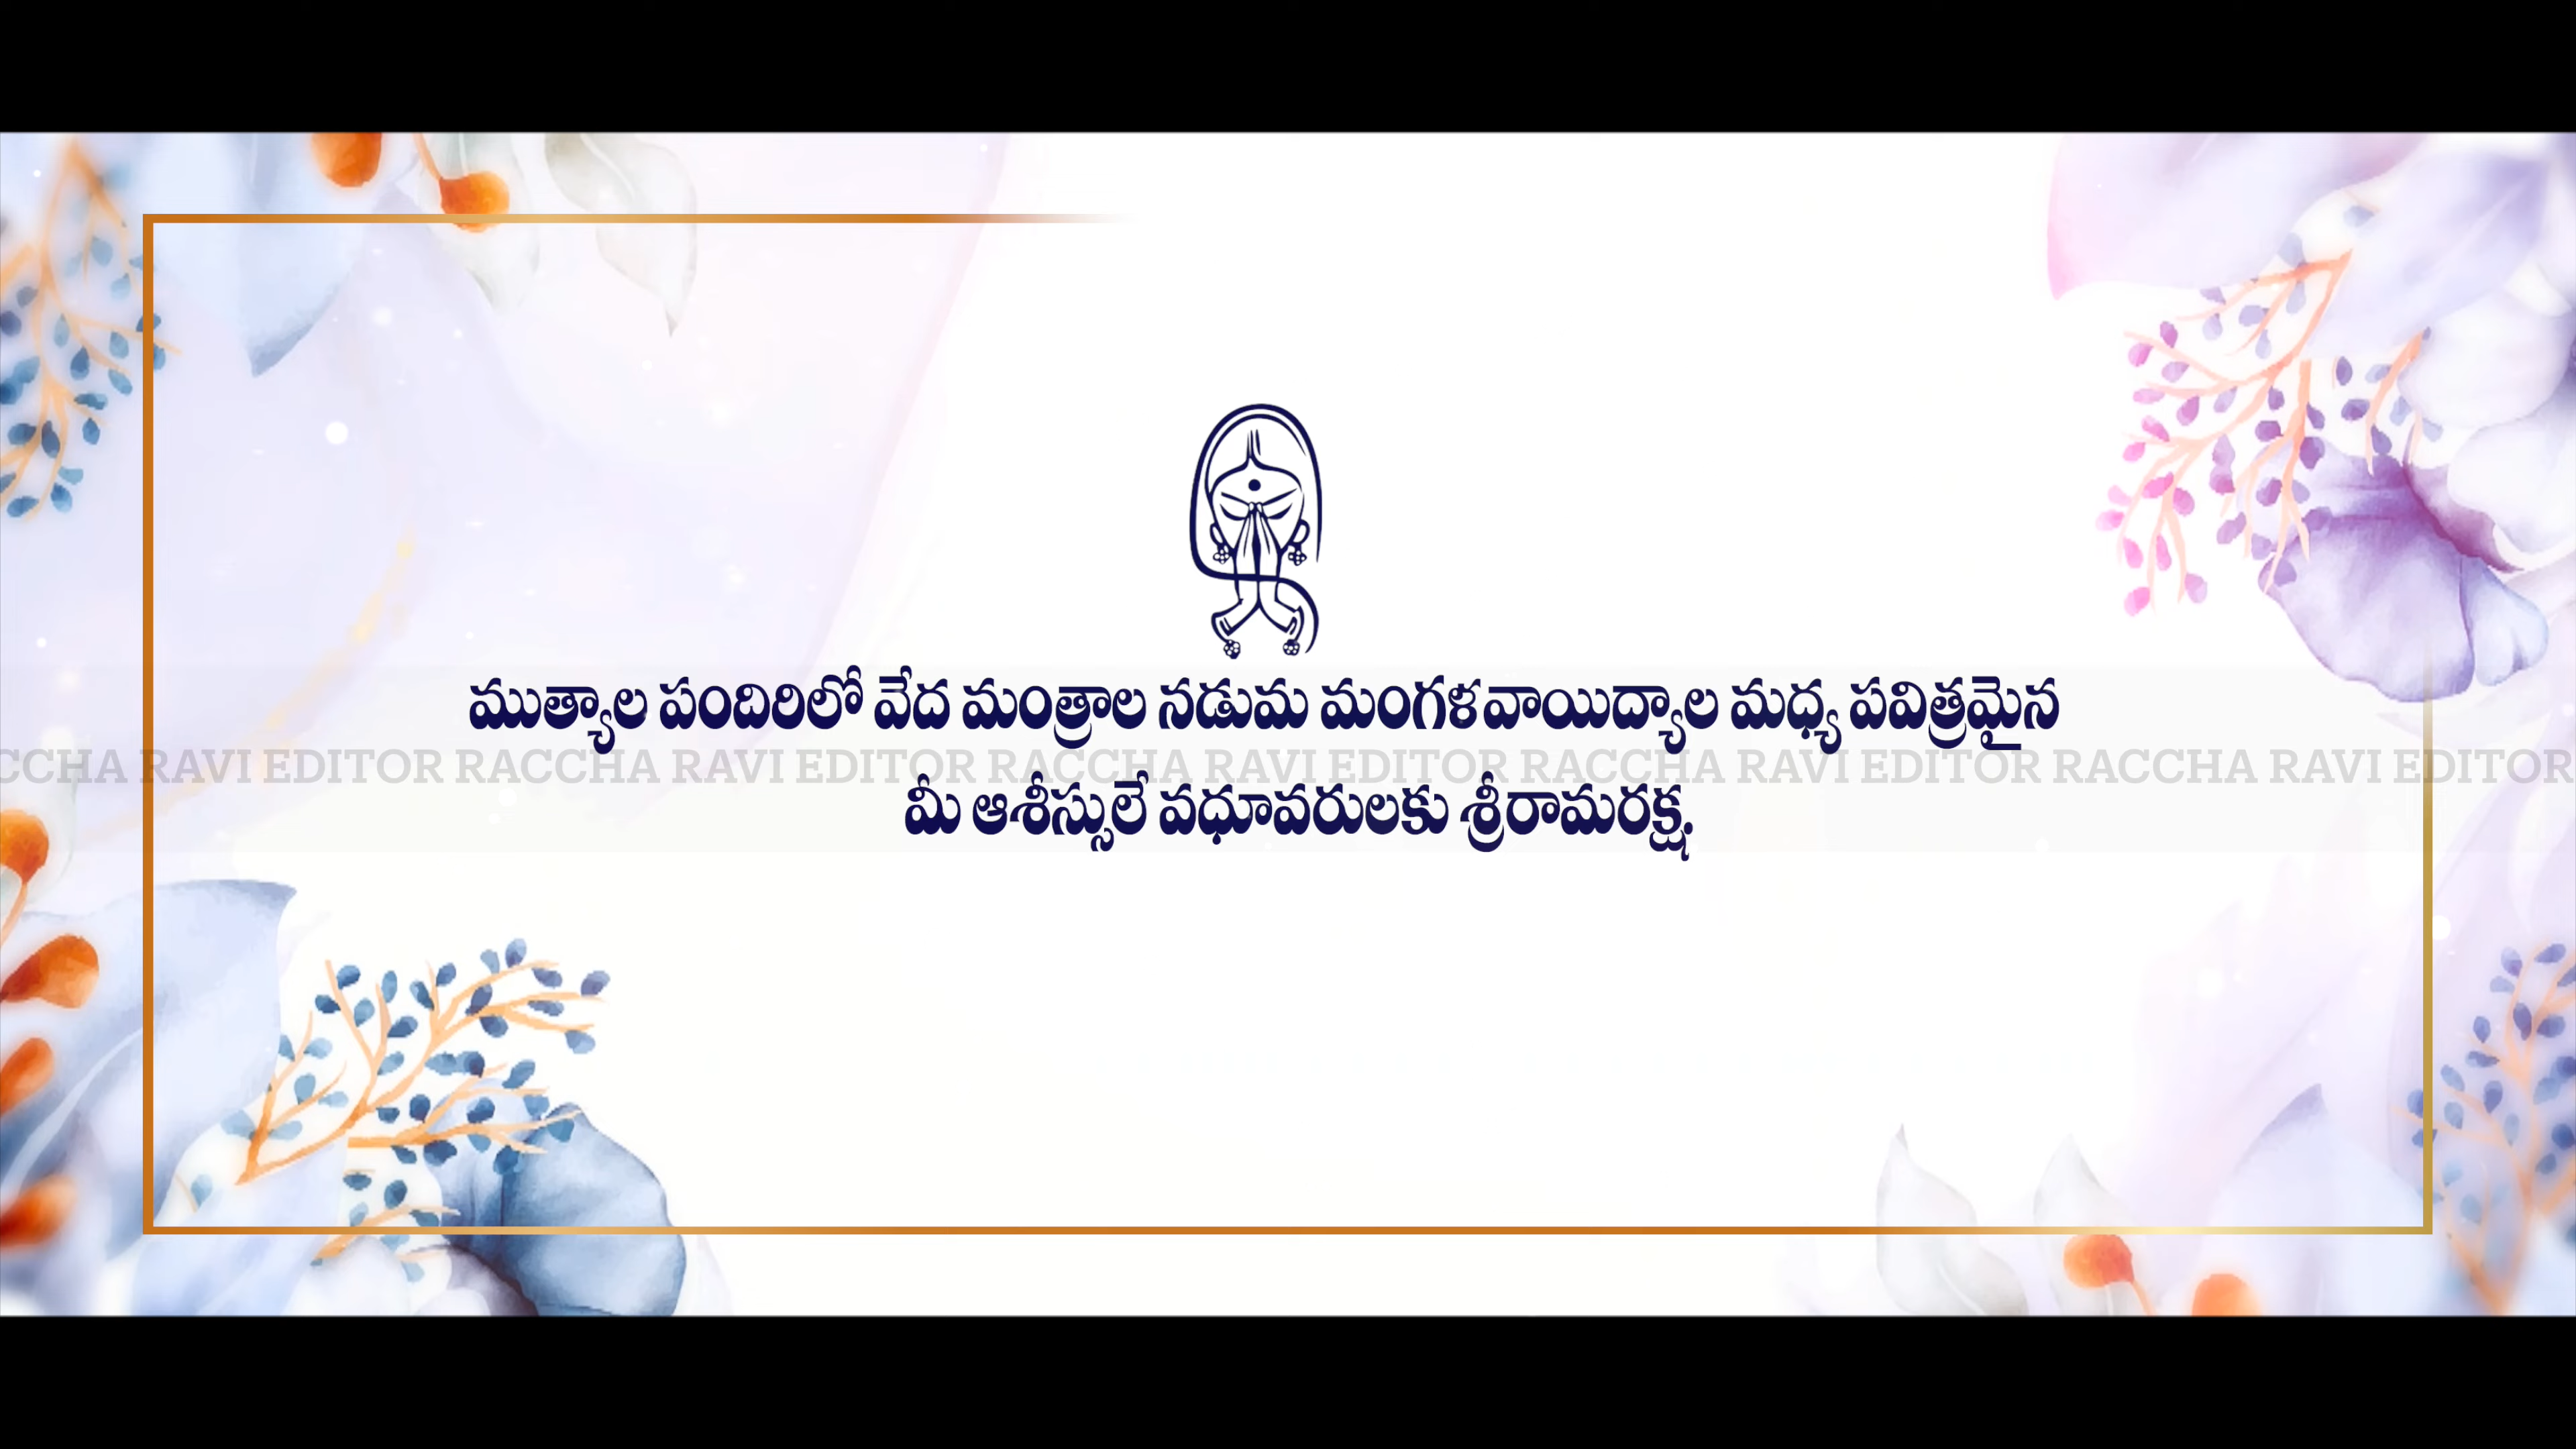 ముత్యాల పందిరిలో వేద మంత్రాల నడుమ మంగళవాయిద్యాల మధ్య పవిత్రమైన
CCHA RAVI EDITOR RACCHA RAVI EDITOR RACCHA RAVI EDITOR RACCHA RAVI EDITOR RACCHA RAVI EDITOR
మీ ఆశీస్సులే వధూవరులకు శ్రీరామరక్ష.